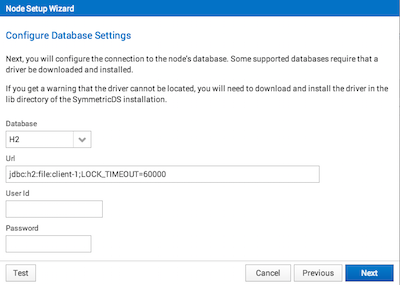 Node Setup Wizard
Configure Database Settings
Next, you will configure the connection to the node's database. Some supported databases require that a
driver be downloaded and installed.
If you get a warning that the driver cannot be located, you will need to download and install the driver in the
lib directory of the SymmetricDS installation.
Database
H2
Url
jdbc:h2:file:client-1;LOCK_TIMEOUT=60000
User Id
Password
Test
Cancel
Previous
Next